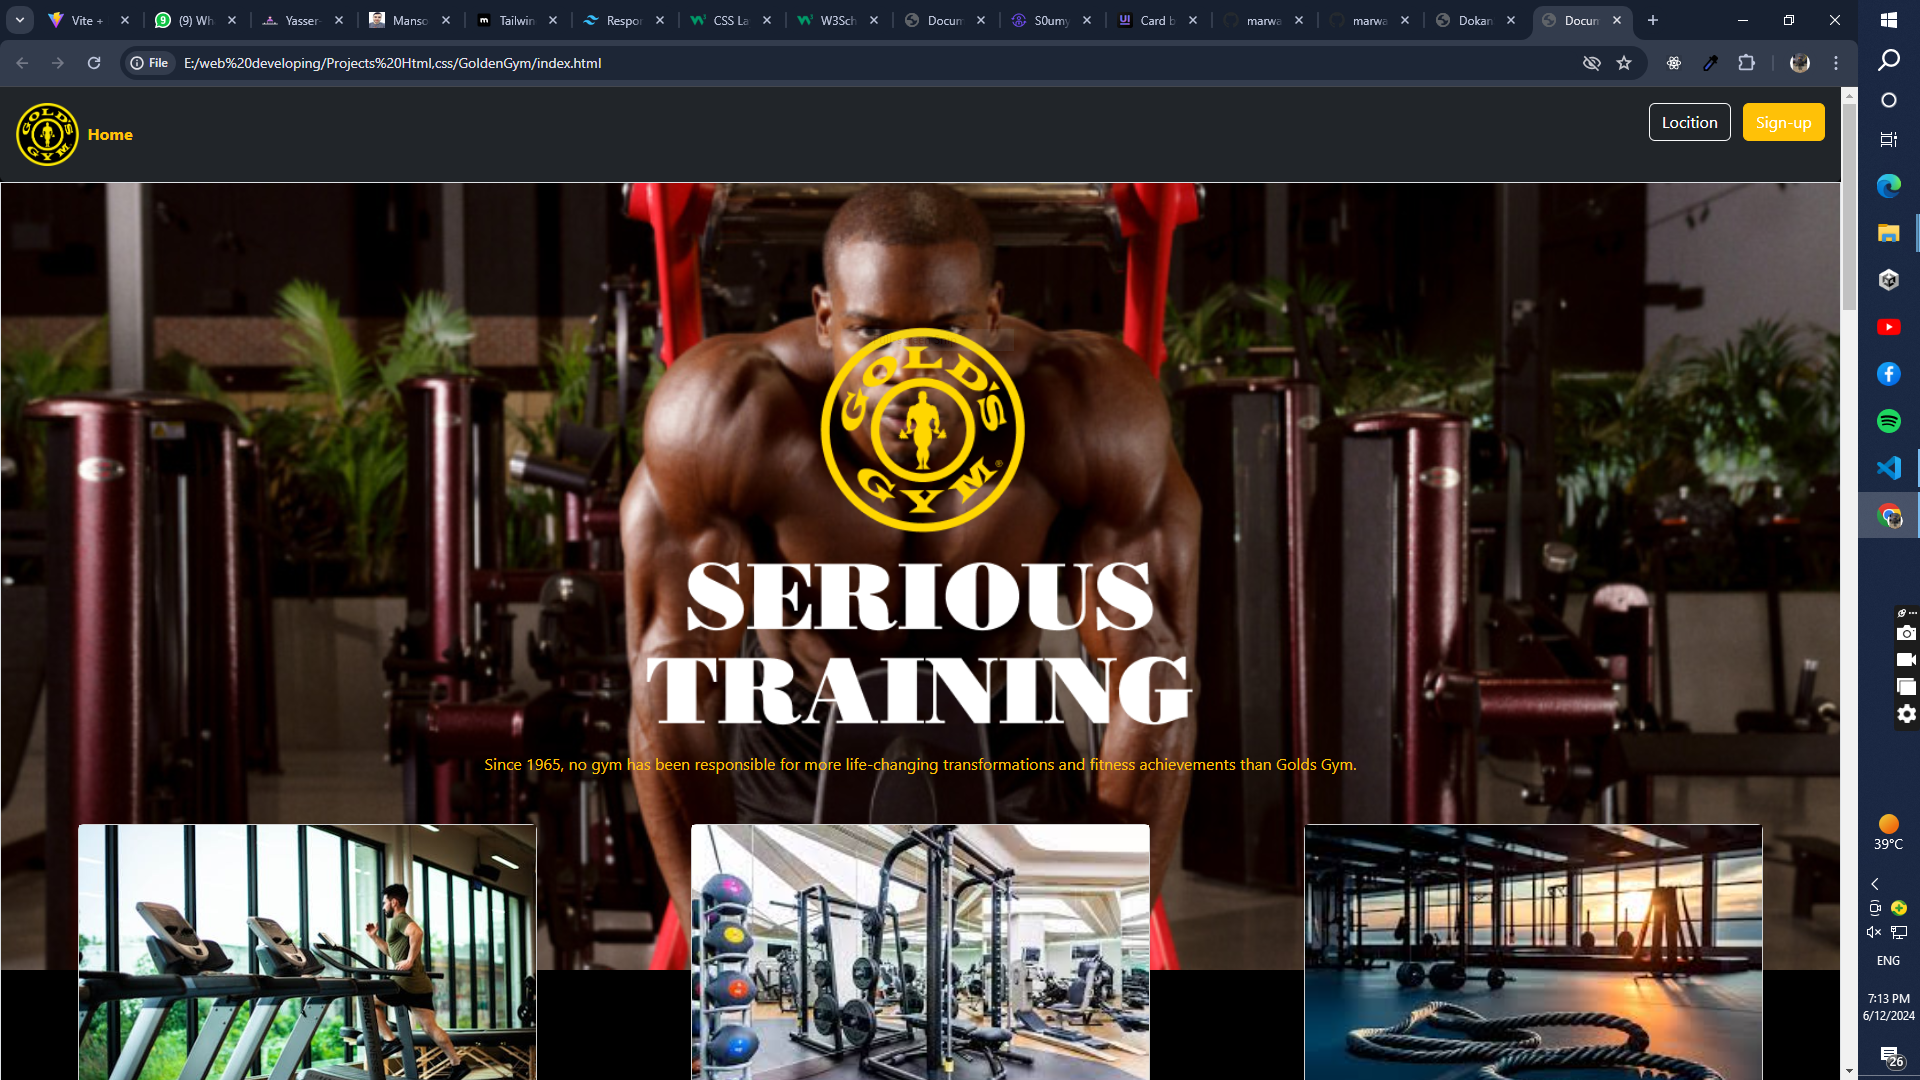 Vite +
(9) Wha
Yasser-
Manso
Tailwin
Respor
CSS La
W3Sch
Docum
S0umy
Card b
marwa
marwa
Dokan
Docum
File
E:/web%20developing/Projects%20Html,css/GoldenGym/index.html
GOLD'S GYM
Home
Locition
Sign-up
GOLD'S
GYM
SERIOUS
TRAINING
Since 1965, no gym has been responsible for more life-changing transformations and fitness achievements than Golds Gym.
39°C
ENG
7:13 PM
6/12/2024
26